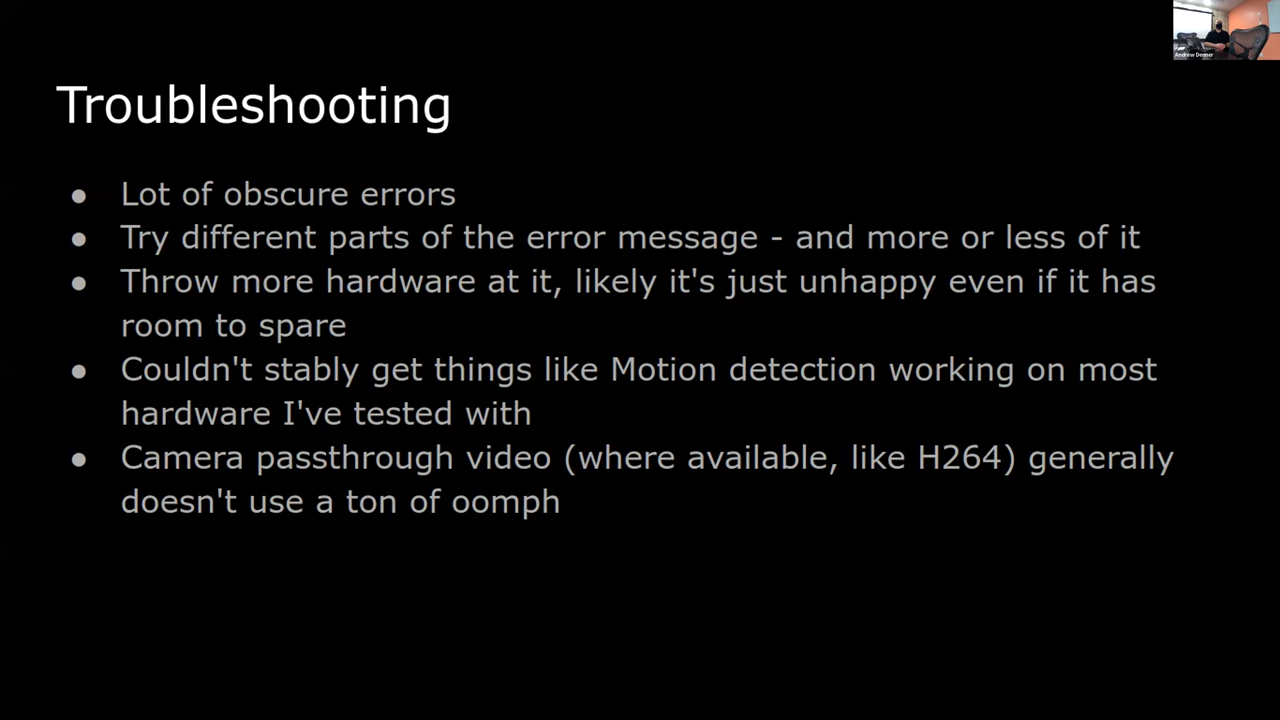 Andrew Denner
Troubleshooting
● Lot of obscure errors
● Try different parts of the error message - and more or less of it
● Throw more hardware at it, likely it's just unhappy even if it has
room to spare
● Couldn't stably get things like Motion detection working on most
hardware I've tested with
● Camera passthrough video (where available, like H264) generally
doesn't use a ton of oomph